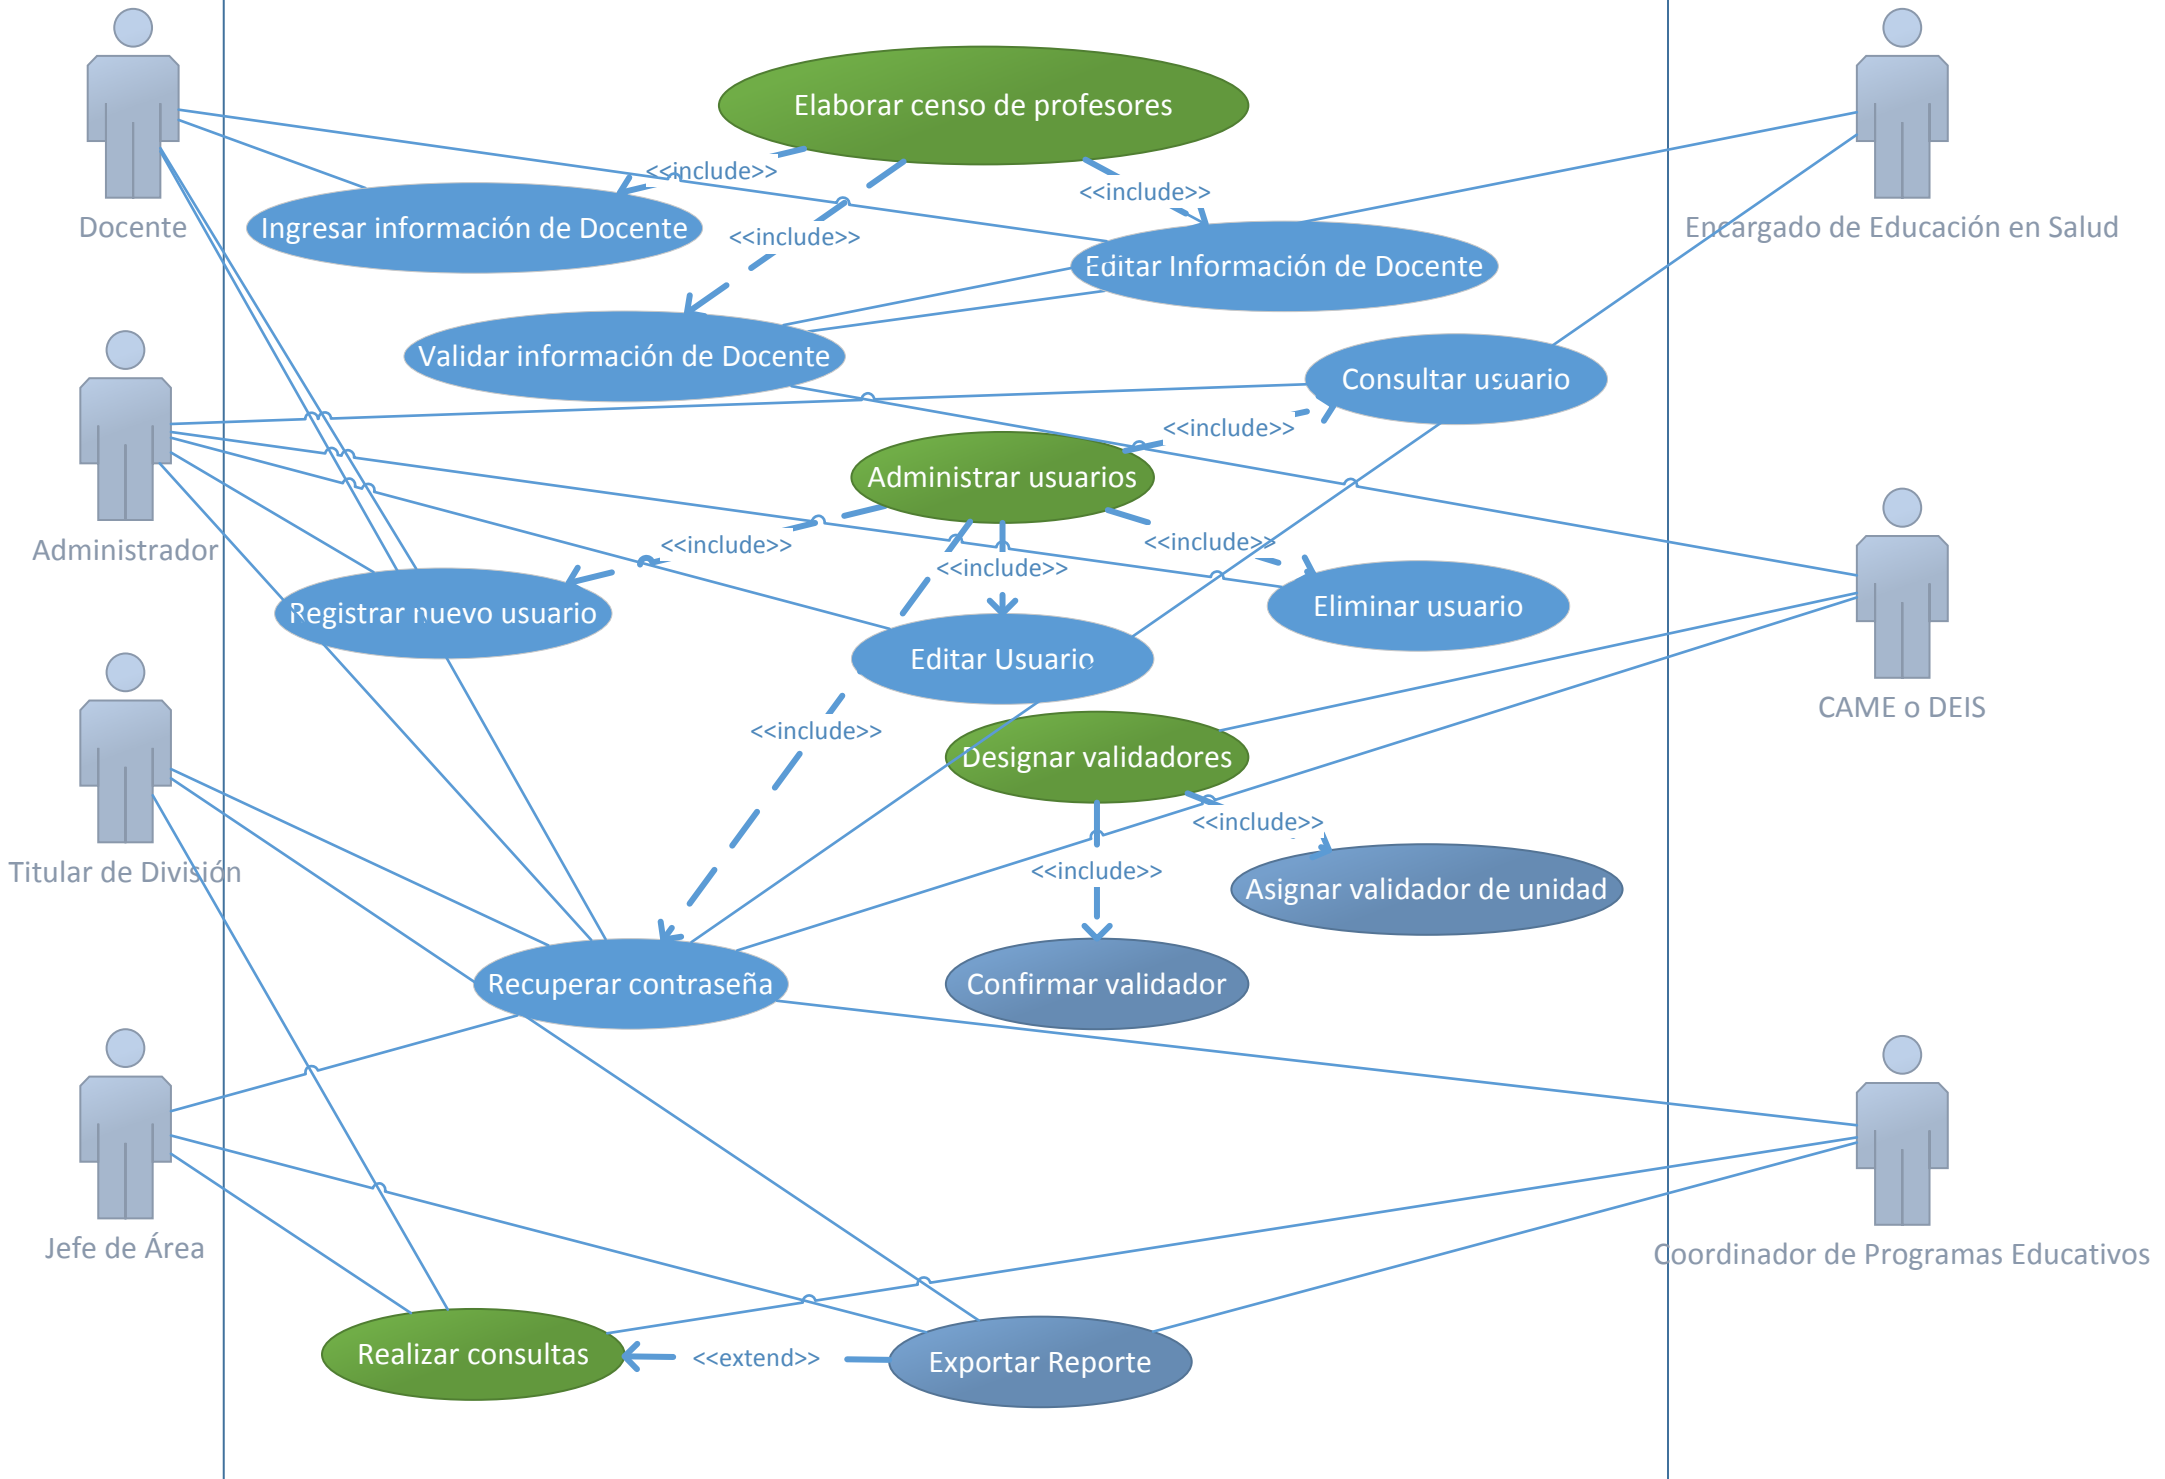 Elaborar censo de profesores
<<include>>
<<include>>
Docente
Ingresar información de Docente
<<include>>
Encargado de Educación en Salud
Editar Información de Docente
Validar información de Docente
Consultar usuario
<<include>>
Administrar usuarios
Administrador
<<include>>
<<include>>
<<include>>
Registrar nuevo usuario
Eliminar usuario
Editar Usuario
CAME o DEIS
<<include>>
Designar validadores
<<include>>
Titular de División
<<include>>
Asignar validador de unidad
Recuperar contraseña
Confirmar validador
Jefe de Área
Coordinador de Programas Educativos
Realizar consultas
<<extend>>
Exportar Reporte